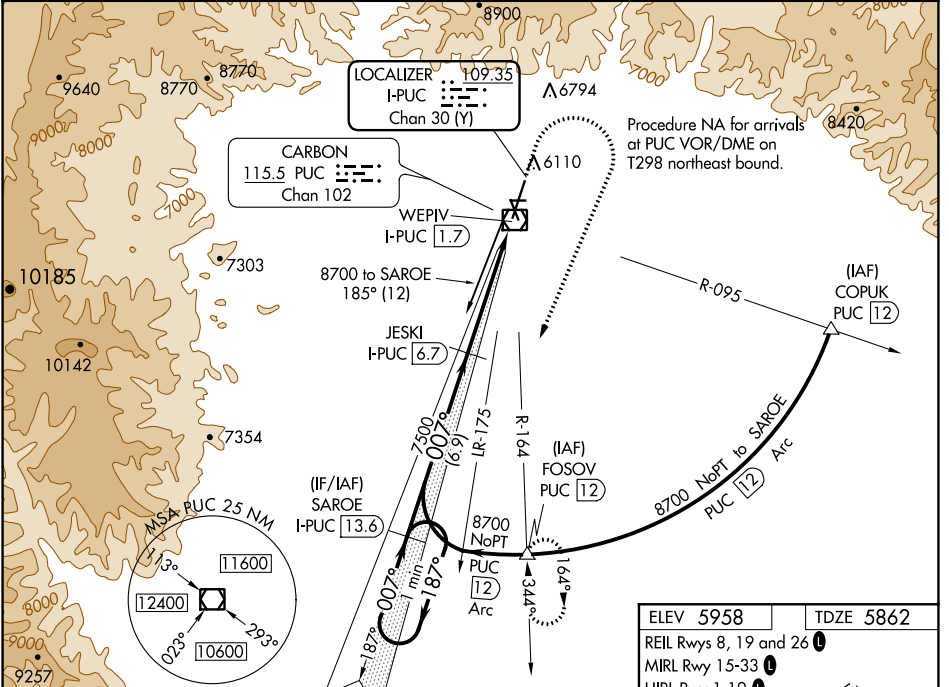 8900
8000
9640
8770
8770
7000
8420
9000
8000
7000
LOCALIZER 109.35
I-PUC
Chan 30 (Y)
6794
Procedure NA for arrivals
at PUC VOR/DME on
T298 northeast bound.
6110
CARBON
115.5 PUC
Chan 102
WEPIV
I-PUC 1.7
7303
10185
8700 to SAROE
185° (12)
R-095
(IAF)
COPUK
PUC 12
JESKI
I-PUC 6.7
10142
7354
7500
007°
(6.9)
LR-175
R-164
(IAF)
FOSOV
PUC 12
8700 NoPT to SAROE
PUC 12 Arc
(IF/IAF)
SAROE
I-PUC 13.6
8700
NoPT
PUC
12
Arc
MSA PUC 25 NM
113°
11600
12400
023°
293°
10600
007°
1 min
187°
187°
344°
164°
8000
9000
9257
ELEV 5958 TDZE 5862
REIL Rwys 8, 19 and 26 L
MIRL Rwy 15-33 L